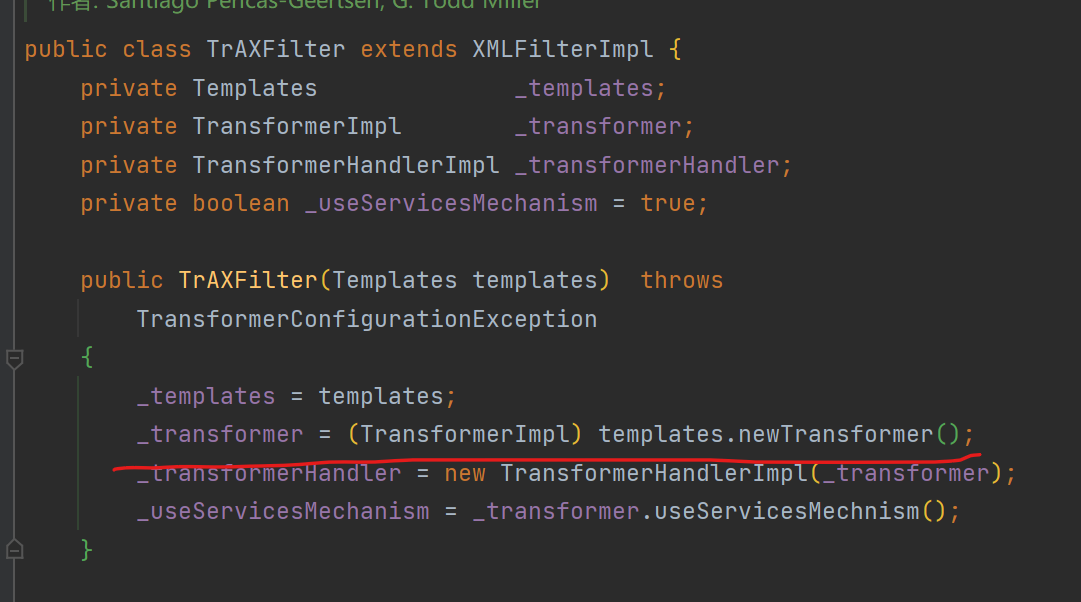 作者: Santiago Pericas-Geertsen, G. Todd Miller
public class TrAXFilter extends XMLFilterImpl {
private Templates _templates;
private TransformerImpl _transformer;
private TransformerHandlerImpl _transformerHandler;
private boolean _useServicesMechanism = true;
public TrAXFilter(Templates templates) throws
TransformerConfigurationException
{
_templates = templates;
_transformer = (TransformerImpl) templates.newTransformer();
_transformerHandler = new TransformerHandlerImpl(_transformer);
_useServicesMechanism = _transformer.useServicesMechnism();
}